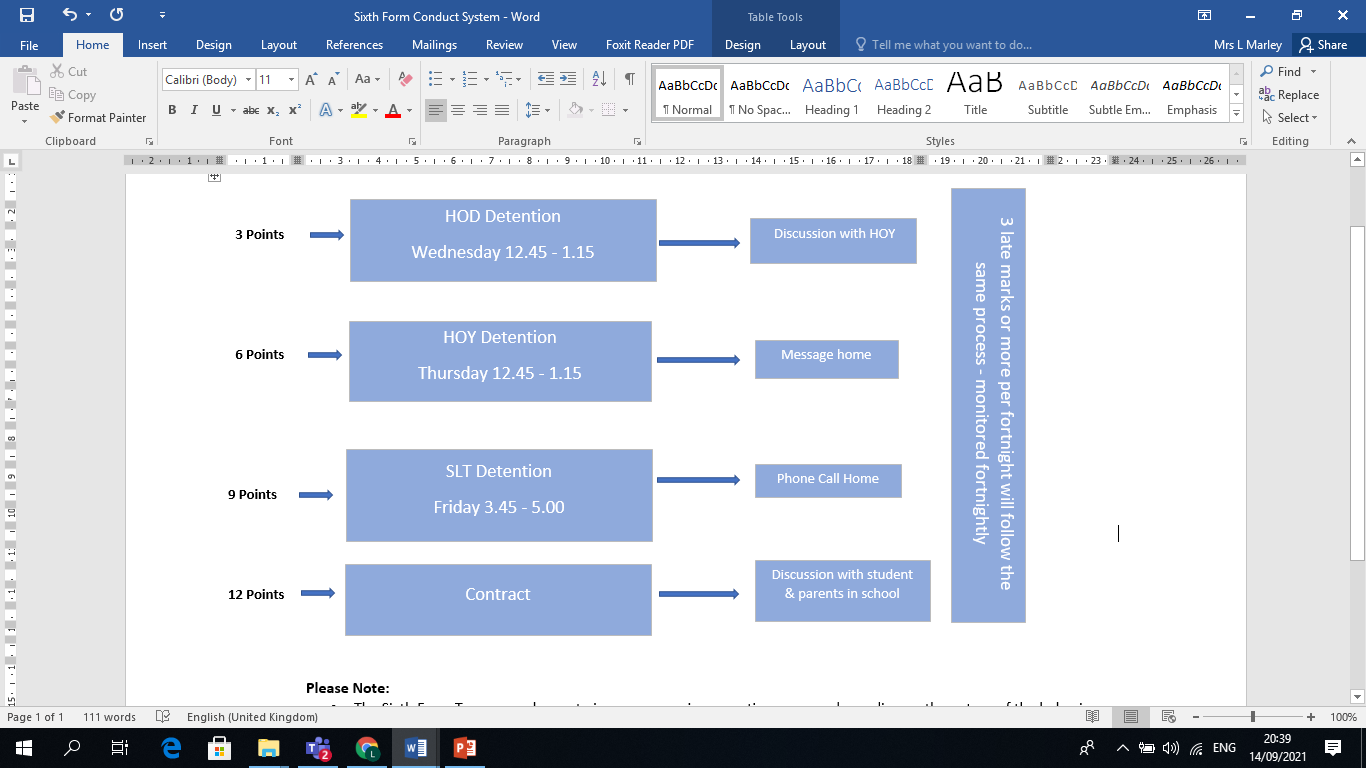 Sixth Form Conduct System - Word
Table Tools
File
Home
Insert
Design
Layout
References
Mailings
Review
View
Foxit Reader PDF
Design
Layout
Tell me what you want to do...
Mrs L Marley
Share
Paste
Cut
Copy
Format Painter
Clipboard
Calibri (Body)
11
Font
Paragraph
AaBbCcDc
¶ Normal
AaBbCcDc
¶ No Spac...
AaBbCc
Heading 1
AaBbCcD
Heading 2
AaB
Title
AaBbCcD
Subtitle
AaBbCcDc
Subtle Em...
AaBbCcDc
Emphasis
Styles
Find
Replace
Select
Editing
3 Points
HOD Detention
Wednesday 12.45 - 1.15
Discussion with HOY
6 Points
HOY Detention
Thursday 12.45 - 1.15
Message home
9 Points
SLT Detention
Friday 3.45 - 5.00
Phone Call Home
12 Points
Contract
Discussion with student
& parents in school
3 late marks or more per fortnight will follow the
same process - monitored fortnightly
Please Note:
Page 1 of 1
111 words
English (United Kingdom)
100%
ENG
20:39
14/09/2021